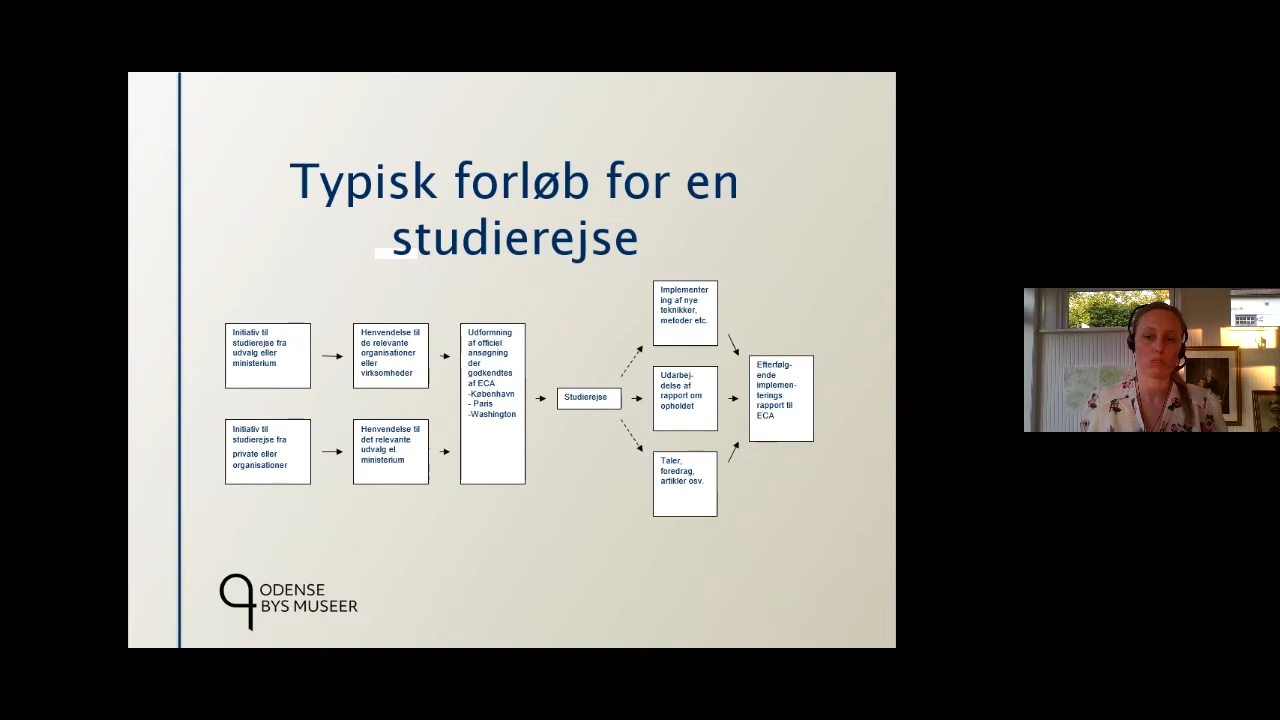 Typisk forløb for en
studierejse
Initiativ til
studierejse fra
udvalg eller
ministerium
Henvendelse til
de relevante
organisationer
eller
virksomheder
Initiativ til
studierejse fra
private eller
organisationer
Henvendelse til
det relevante
udvalg el.
ministerium
Udformning
af officiel
ansøgning
der
godkendtes
af ECA
-København
- Paris
-Washington
Studierejse
Implementer
ing af nye
teknikker,
metoder etc.
Udarbej-
delse af
rapport om
opholdet
Taler,
foredrag,
artikler osv.
Efterfølg-
ende
implemen-
terings
rapport til
ECA
ODENSE
BYS MUSEER